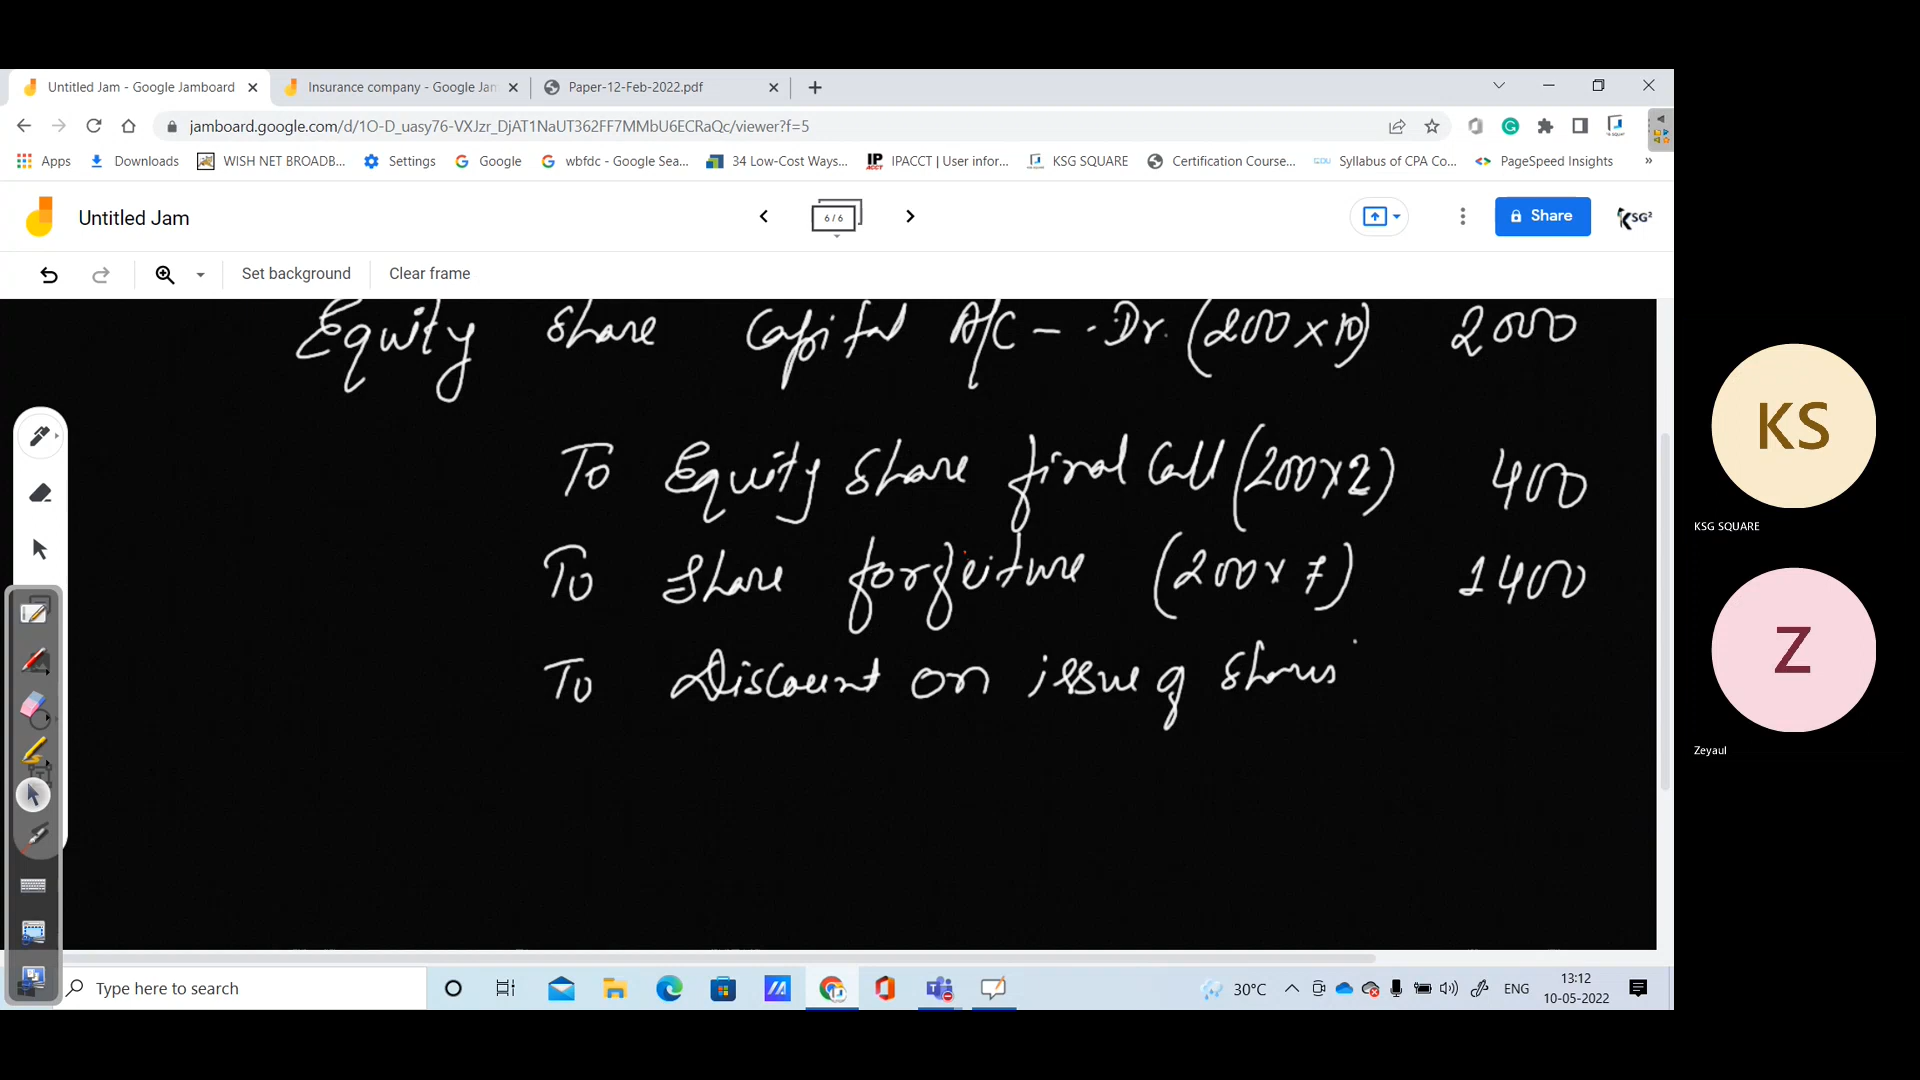 Untitled Jam - Google Jamboard
Insurance company - Google Jam
Paper-12-Feb-2022.pdf
jamboard.google.com/d/1O-D_uasy76-VXJzr_DjAT1NaUT362FF7MMbU6ECRaQc/viewer?f=5
Apps Downloads WISH NET BROADB... Settings Google wbfdc - Google Sea... 34 Low-Cost Ways... IPACCT | User infor... KSG SQUARE Certification Course... Syllabus of CPA Co... PageSpeed Insights »
Untitled Jam
6 / 6
Share
KSG²
Set background Clear frame
Equity Share Capital A/C - - Dr. (200 x 10) 2000
To Equity Share final Call (200 x 2) 400
To Share forfeiture (200 x 7) 1400
To Discount on issue of Shares
KS
KSG SQUARE
Z
Zeyaul
Type here to search
30°C
ENG
13:12
10-05-2022